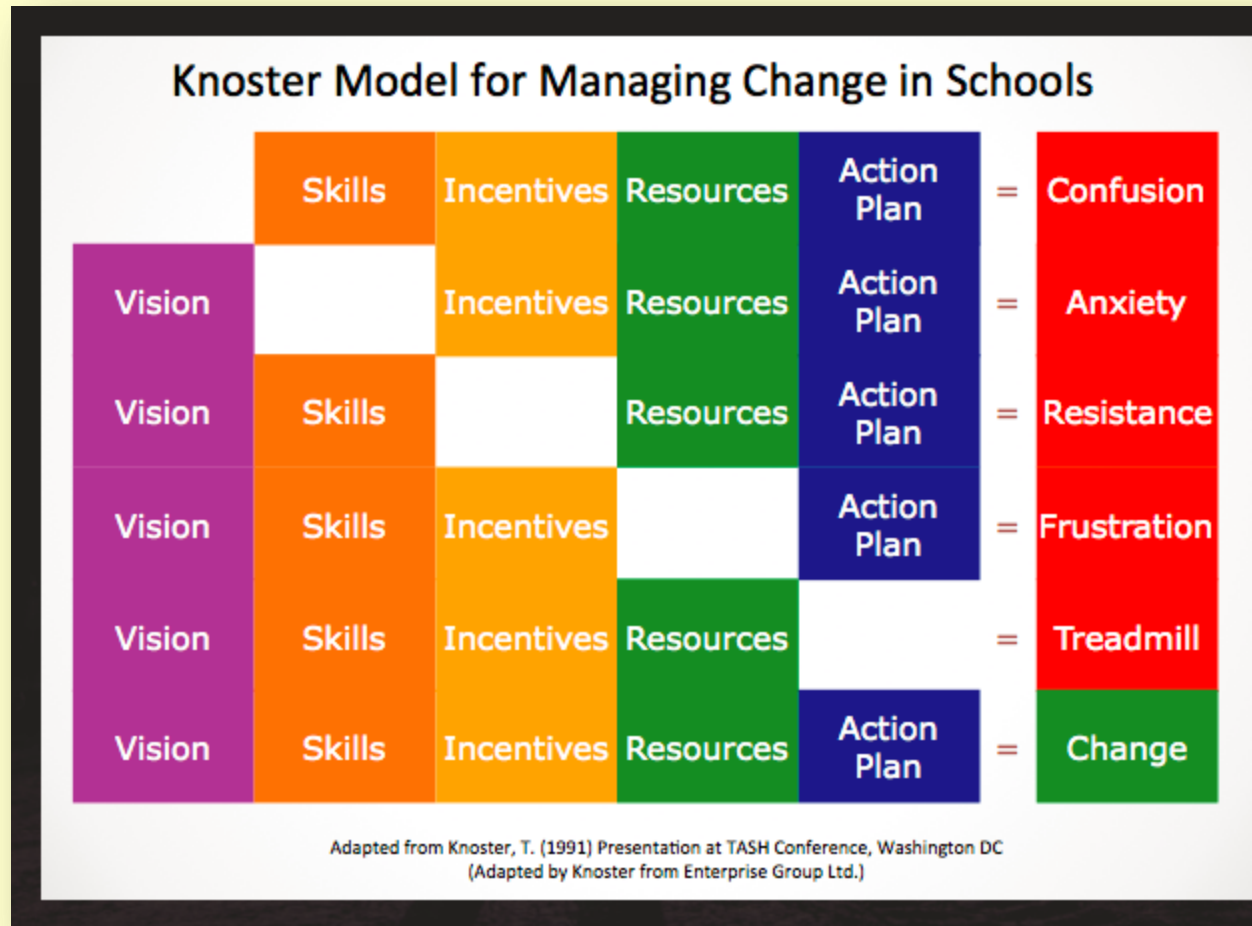 Knoster Model for Managing Change in Schools
Skills Incentives Resources Action Plan = Confusion
Vision Incentives Resources Action Plan = Anxiety
Vision Skills Resources Action Plan = Resistance
Vision Skills Incentives Action Plan = Frustration
Vision Skills Incentives Resources = Treadmill
Vision Skills Incentives Resources Action Plan = Change
Adapted from Knoster, T. (1991) Presentation at TASH Conference, Washington DC
(Adapted by Knoster from Enterprise Group Ltd.)